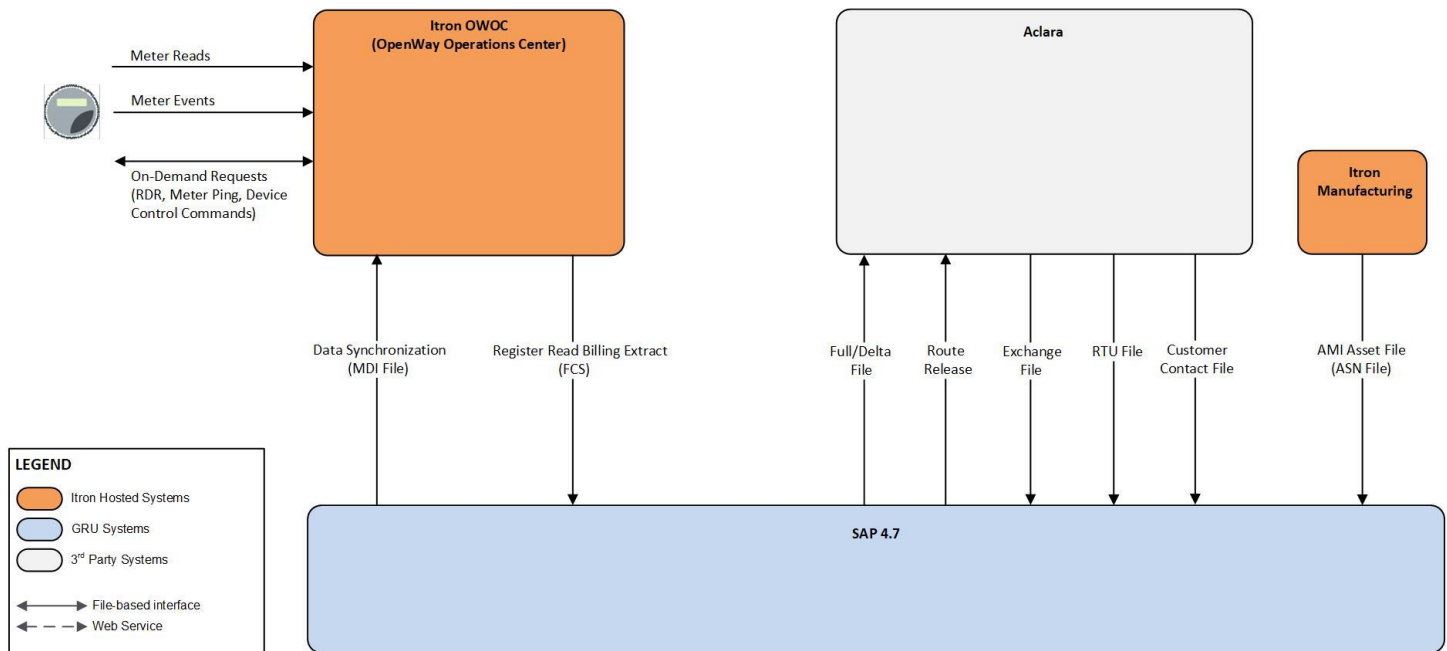 Itron OWOC
(OpenWay Operations Center)
Aclara
Meter Reads
Meter Events
On-Demand Requests
(RDR, Meter Ping, Device
Control Commands)
Itron
Manufacturing
Data Synchronization
(MDI File)
Register Read Billing Extract
(FCS)
Full/Delta
File
Route
Release
Exchange
File
RTU File
Customer
Contact File
AMI Asset File
(ASN File)
LEGEND
Itron Hosted Systems
GRU Systems
3rd Party Systems
File-based interface
Web Service
SAP 4.7